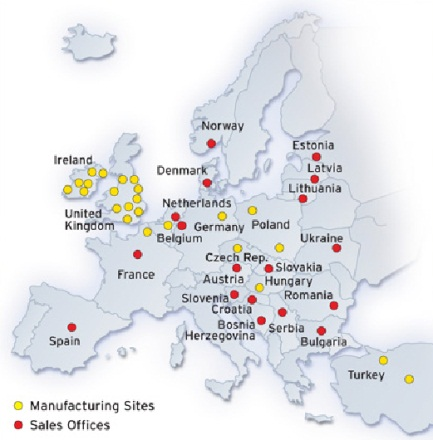 Norway
Estonia
Ireland
Latvia
Denmark
Lithuania
Netherlands
United
Kingdom
Germany
Poland
Belgium
Ukraine
Czech Rep.
France
Slovakia
Austria
Hungary
Slovenia
Romania
Croatia
Bosnia
Herzegovina
Serbia
Spain
Bulgaria
Turkey
Manufacturing Sites
Sales Offices